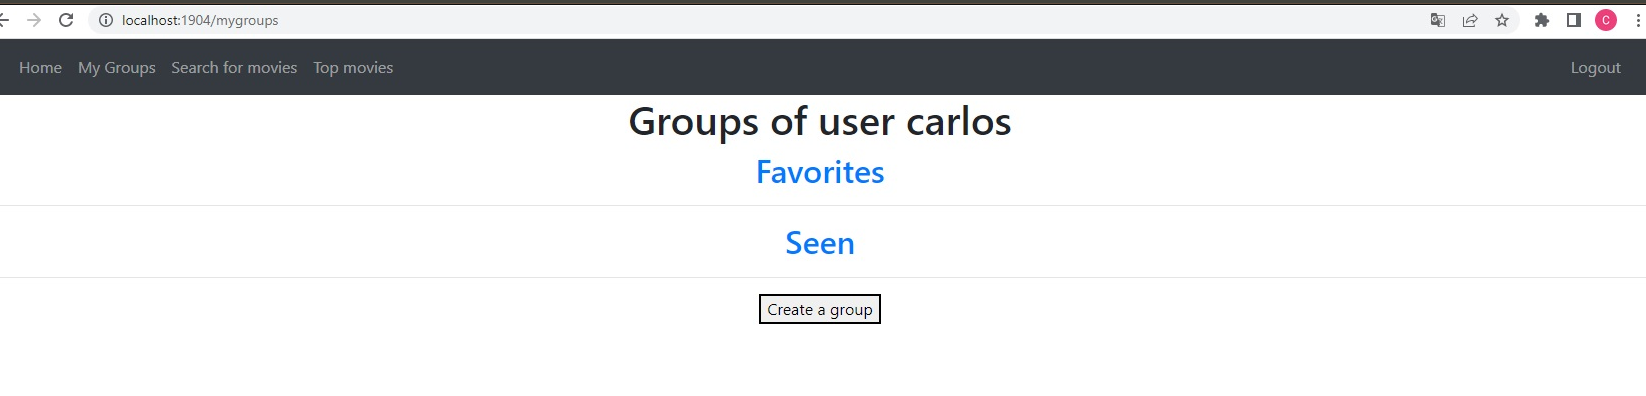 localhost:1904/mygroups
C
Home My Groups Search for movies Top movies Logout
Groups of user carlos
Favorites
Seen
Create a group